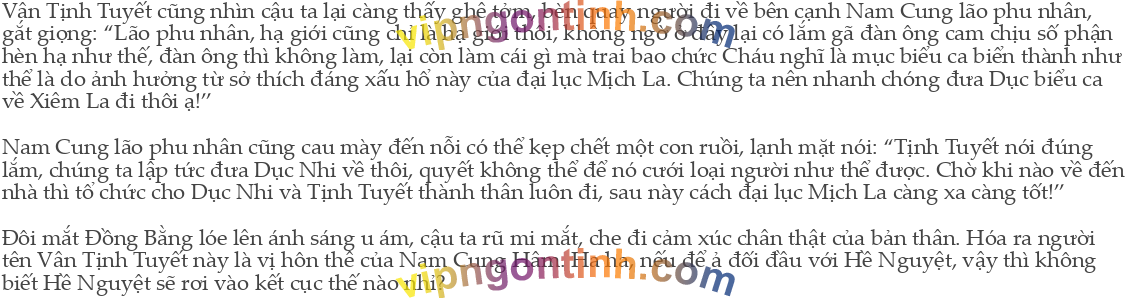 Vân Tịnh Tuyết cũng nhìn cậu ta lại càng thấy ghê tởm, bèn quay người đi về bên cạnh Nam Cung lão phu nhân,
gắt giọng: “Lão phu nhân, hạ giới cũng chỉ là hạ giới thôi, không ngờ ở đây lại có lắm gã đàn ông cam chịu số phận
hèn hạ như thế, đàn ông thì không làm, lại còn làm cái gì mà trai bao chức Cháu nghĩ là mục biểu ca biến thành như
thế là do ảnh hưởng từ sở thích đáng xấu hổ này của đại lục Mịch La. Chúng ta nên nhanh chóng đưa Dục biểu ca
về Xiêm La đi thôi ạ!”
Nam Cung lão phu nhân cũng cau mày đến nỗi có thể kẹp chết một con ruồi, lạnh mặt nói: “Tịnh Tuyết nói đúng
lắm, chúng ta lập tức đưa Dục Nhi về thôi, quyết không thể để nó cưới loại người như thế được. Chờ khi nào về đến
nhà thì tổ chức cho Dục Nhi và Tịnh Tuyết thành thân luôn đi, sau này cách đại lục Mịch La càng xa càng tốt!”
Đôi mắt Đồng Bằng lóe lên ánh sáng u ám, cậu ta rũ mi mắt, che đi cảm xúc chân thật của bản thân. Hóa ra người
tên Vân Tịnh Tuyết này là vị hôn thê của Nam Cung Hân. Ha ha, nếu để ả đối đầu với Hề Nguyệt, vậy thì không
biết Hề Nguyệt sẽ rơi vào kết cục thế nào nhỉ?
vipngontinh.com
vipngontinh.com